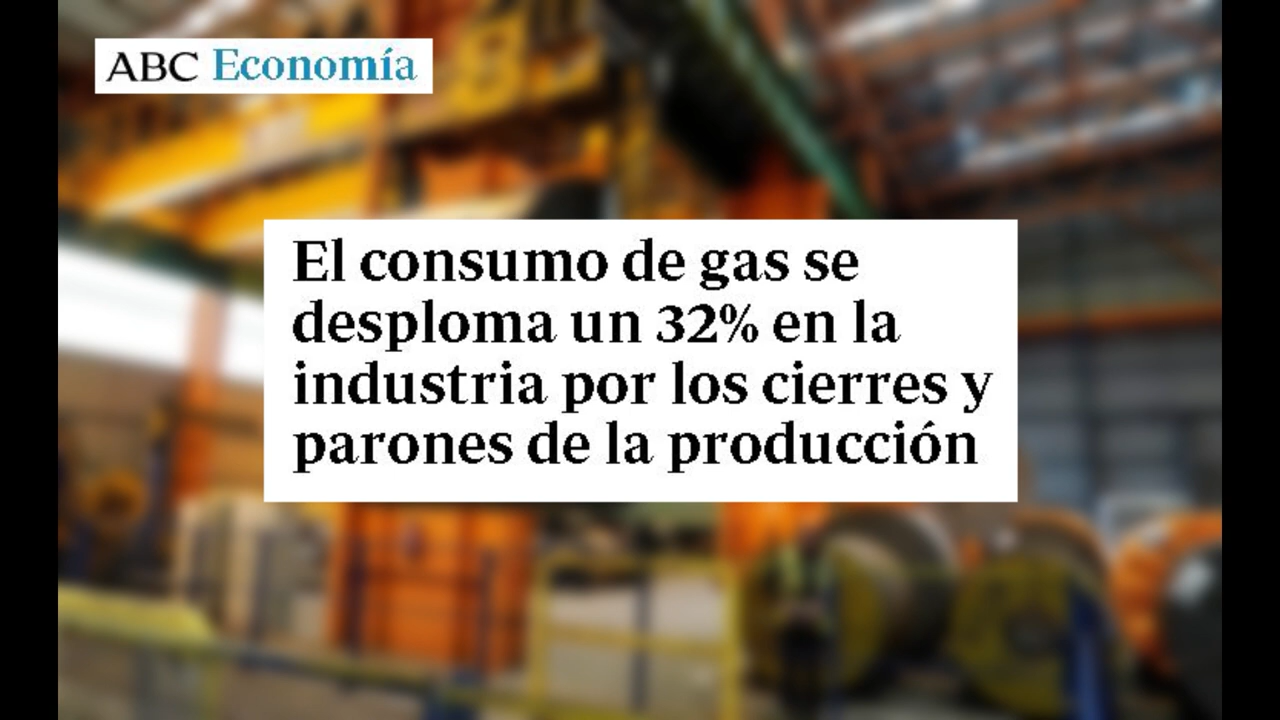 ABC Economía
El consumo de gas se
desploma un 32% en la
industria por los cierres y
parones de la producción